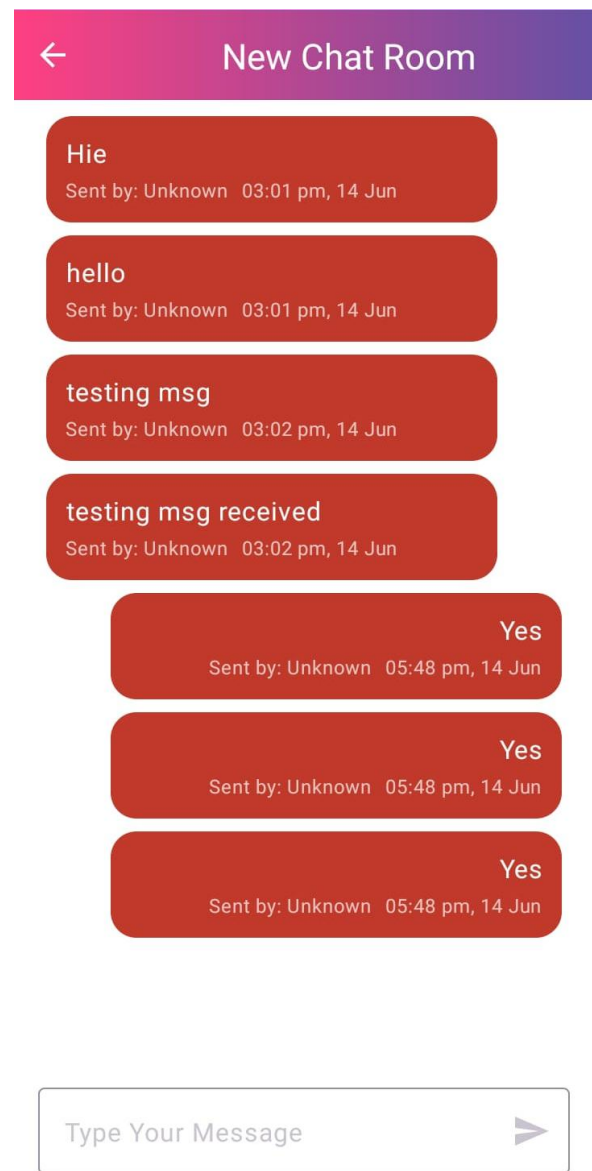 New Chat Room
Hie
Sent by: Unknown 03:01 pm, 14 Jun
hello
Sent by: Unknown 03:01 pm, 14 Jun
testing msg
Sent by: Unknown 03:02 pm, 14 Jun
testing msg received
Sent by: Unknown 03:02 pm, 14 Jun
Yes
Sent by: Unknown 05:48 pm, 14 Jun
Yes
Sent by: Unknown 05:48 pm, 14 Jun
Yes
Sent by: Unknown 05:48 pm, 14 Jun
Type Your Message